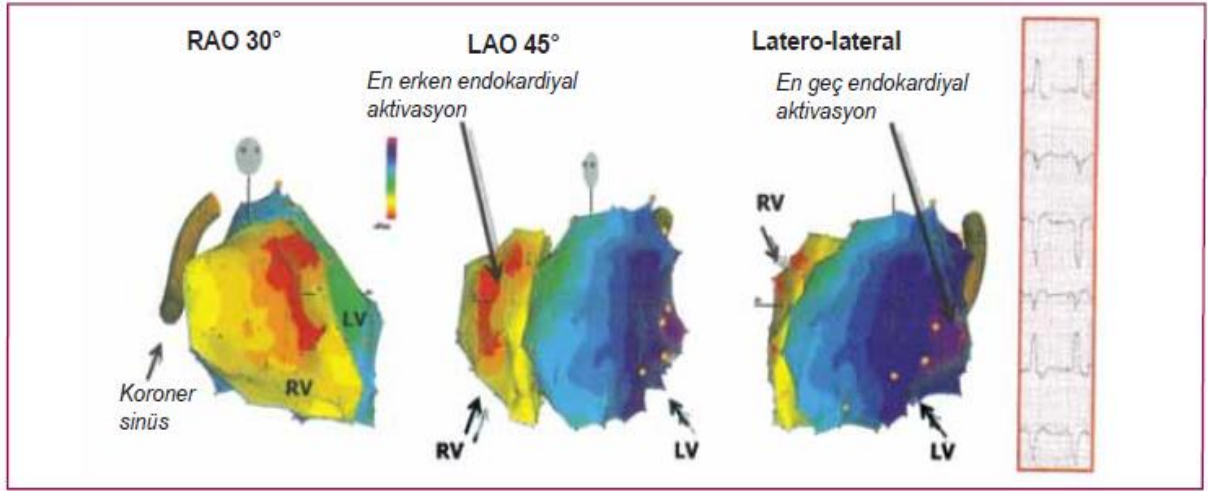 RAO 30°
LAO 45°
Latero-lateral
En erken endokardiyal
aktivasyon
En geç endokardiyal
aktivasyon
RV
LV
RV
Koroner
sinüs
RV
LV
LV